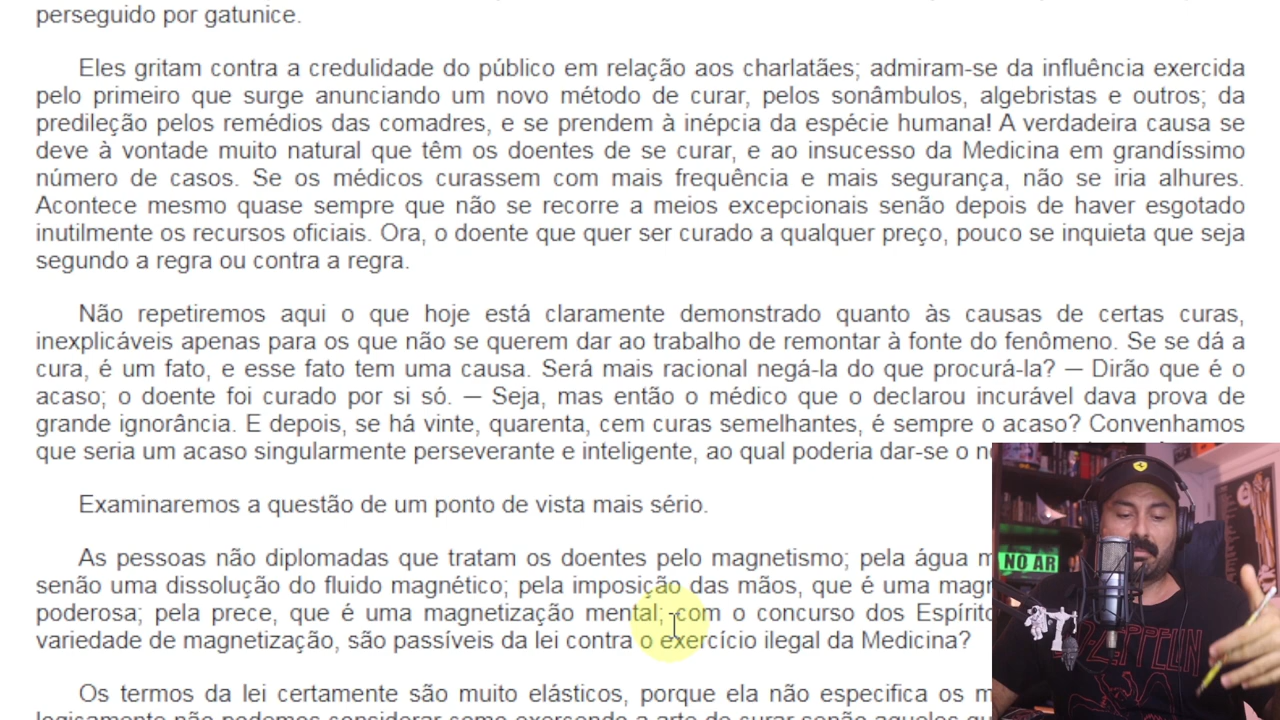 perseguido por gatunice.
Eles gritam contra a credulidade do público em relação aos charlatães; admiram-se da influência exercida
pelo primeiro que surge anunciando um novo método de curar, pelos sonâmbulos, algebristas e outros; da
predileção pelos remédios das comadres, e se prendem à inépcia da espécie humana! A verdadeira causa se
deve à vontade muito natural que têm os doentes de se curar, e ao insucesso da Medicina em grandíssimo
número de casos. Se os médicos curassem com mais frequência e mais segurança, não se iria alhures.
Acontece mesmo quase sempre que não se recorre a meios excepcionais senão depois de haver esgotado
inutilmente os recursos oficiais. Ora, o doente que quer ser curado a qualquer preço, pouco se inquieta que seja
segundo a regra ou contra a regra.
Não repetiremos aqui o que hoje está claramente demonstrado quanto às causas de certas curas,
inexplicáveis apenas para os que não se querem dar ao trabalho de remontar à fonte do fenômeno. Se se dá a
cura, é um fato, e esse fato tem uma causa. Será mais racional negá-la do que procurá-la? — Dirão que é o
acaso; o doente foi curado por si só. — Seja, mas então o médico que o declarou incurável dava prova de
grande ignorância. E depois, se há vinte, quarenta, cem curas semelhantes, é sempre o acaso? Convenhamos
que seria um acaso singularmente perseverante e inteligente, ao qual poderia dar-se o
Examinaremos a questão de um ponto de vista mais sério.
As pessoas não diplomadas que tratam os doentes pelo magnetismo; pela água
senão uma dissolução do fluido magnético; pela imposição das mãos, que é uma
poderosa; pela prece, que é uma magnetização mental; com o concurso dos
variedade de magnetização, são passíveis da lei contra o exercício ilegal da Medicina?
Os termos da lei certamente são muito elásticos, porque ela não especifica os
NO AR